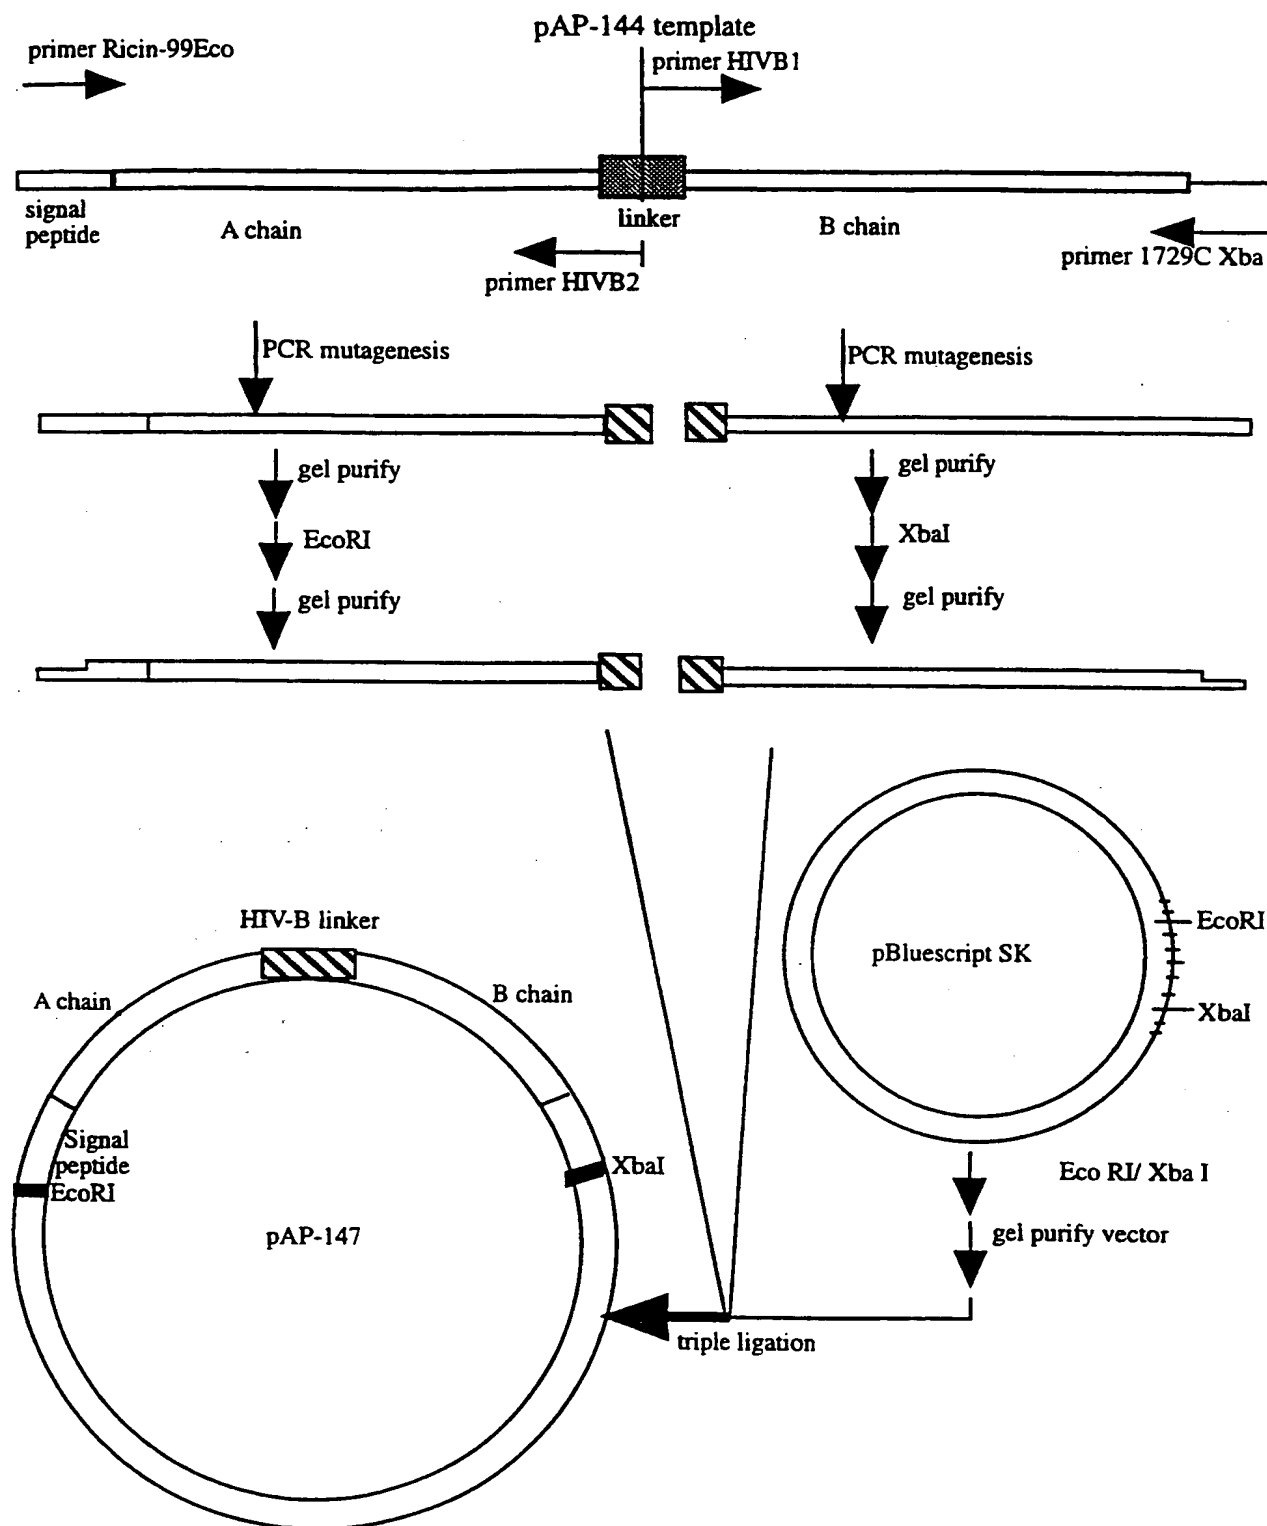 pAP-144 template
primer Ricin-99Eco
primer HIVB1
signal
peptide
A chain
linker
B chain
primer HIVB2
primer 1729C Xba
PCR mutagenesis
PCR mutagenesis
gel purify
gel purify
EcoRI
XbaI
gel purify
gel purify
HIV-B linker
A chain
B chain
pBluescript SK
EcoRI
XbaI
Signal
peptide
EcoRI
XbaI
pAP-147
Eco RI/ Xba I
gel purify vector
triple ligation